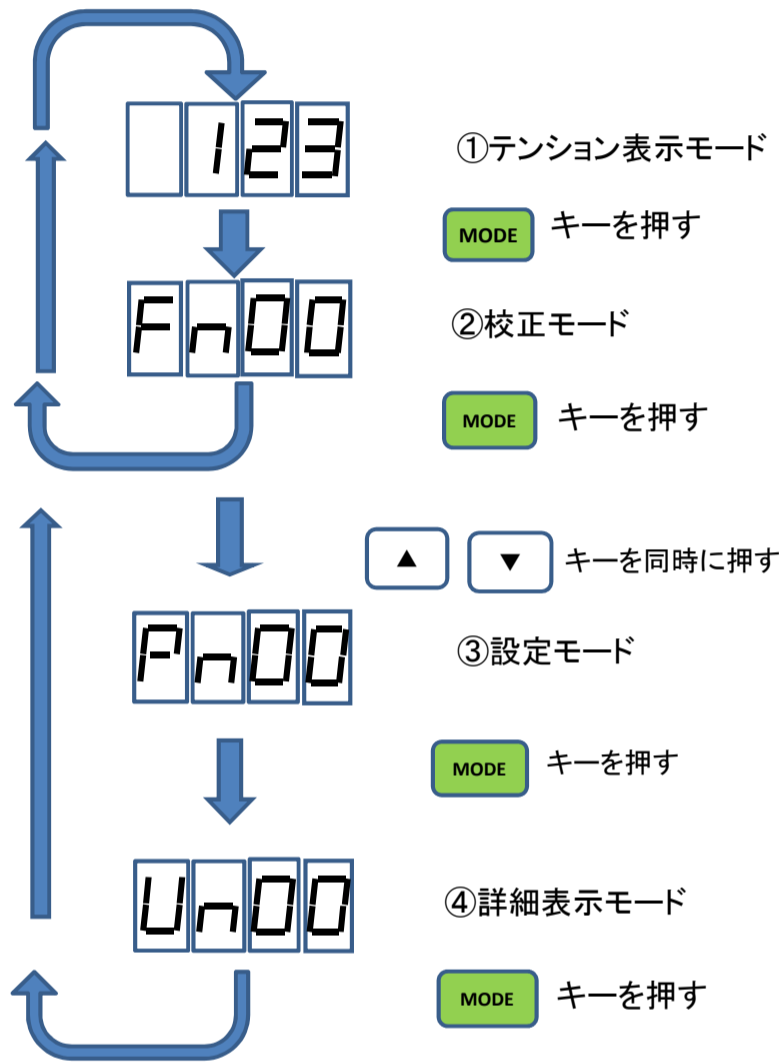 123
①テンション表示モード
MODE キーを押す
Fn00
②校正モード
MODE キーを押す
▲ ▼ キーを同時に押す
Pn00
③設定モード
MODE キーを押す
Un00
④詳細表示モード
MODE キーを押す